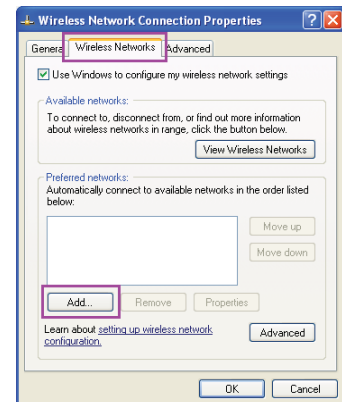 Wireless Network Connection Properties
General Wireless Networks Advanced
Use Windows to configure my wireless network settings
Available networks:
To connect to, disconnect from, or find out more information
about wireless networks in range, click the button below.
View Wireless Networks
Preferred networks:
Automatically connect to available networks in the order listed
below:
Move up
Move down
Add... Remove Properties
Learn about setting up wireless network
configuration.
Advanced
OK Cancel